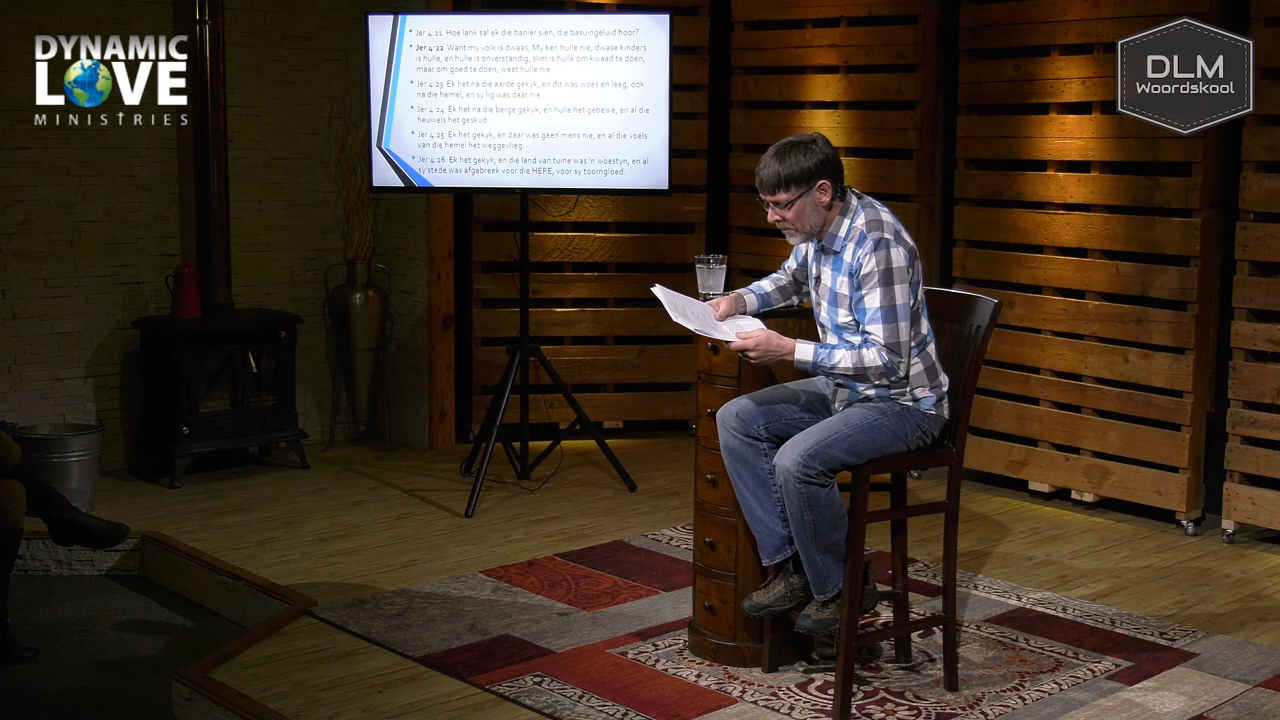 DYNAMIC
LOVE
MINISTRIES
Jer 4:21 Hoe lank sal ek die banier sien, die basuingeluid hoor?
Jer 4:22 Want my volk is dwaas, My ken hulle nie, dwase kinders
is hulle, en hulle is onverstandig, slim is hulle om kwaad te doen,
maar om goed te doen, weet hulle nie
Jer 4:23 Ek het na die aarde gekyk, en dit was woes en leeg, ook
na die hemel, en sy lig was daar nie
Jer 4:24 Ek het na die berge gekyk, en hulle het gebewe, en al die
heuwels het geskud
Jer 4:25 Ek het gekyk, en daar was geen mens nie, en al die voels
van die hemel het weggevlieg.
Jer 4:26 Ek het gekyk, en die land van tuine was 'n woestyn, en al
sy stede was afgebreek voor die HERE, voor sy toorngloed.
DLM
Woordskool